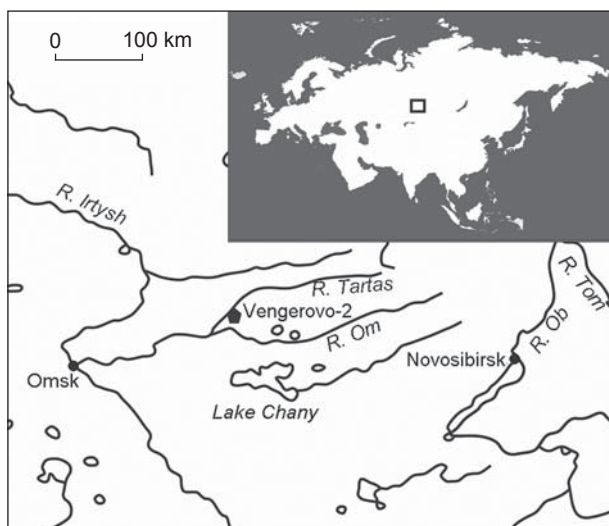 0 100 km
R. Irtysh
R. Tartas
Vengerovo-2
R. Om
R. Tom
R. Ob
Novosibirsk
Omsk
Lake Chany